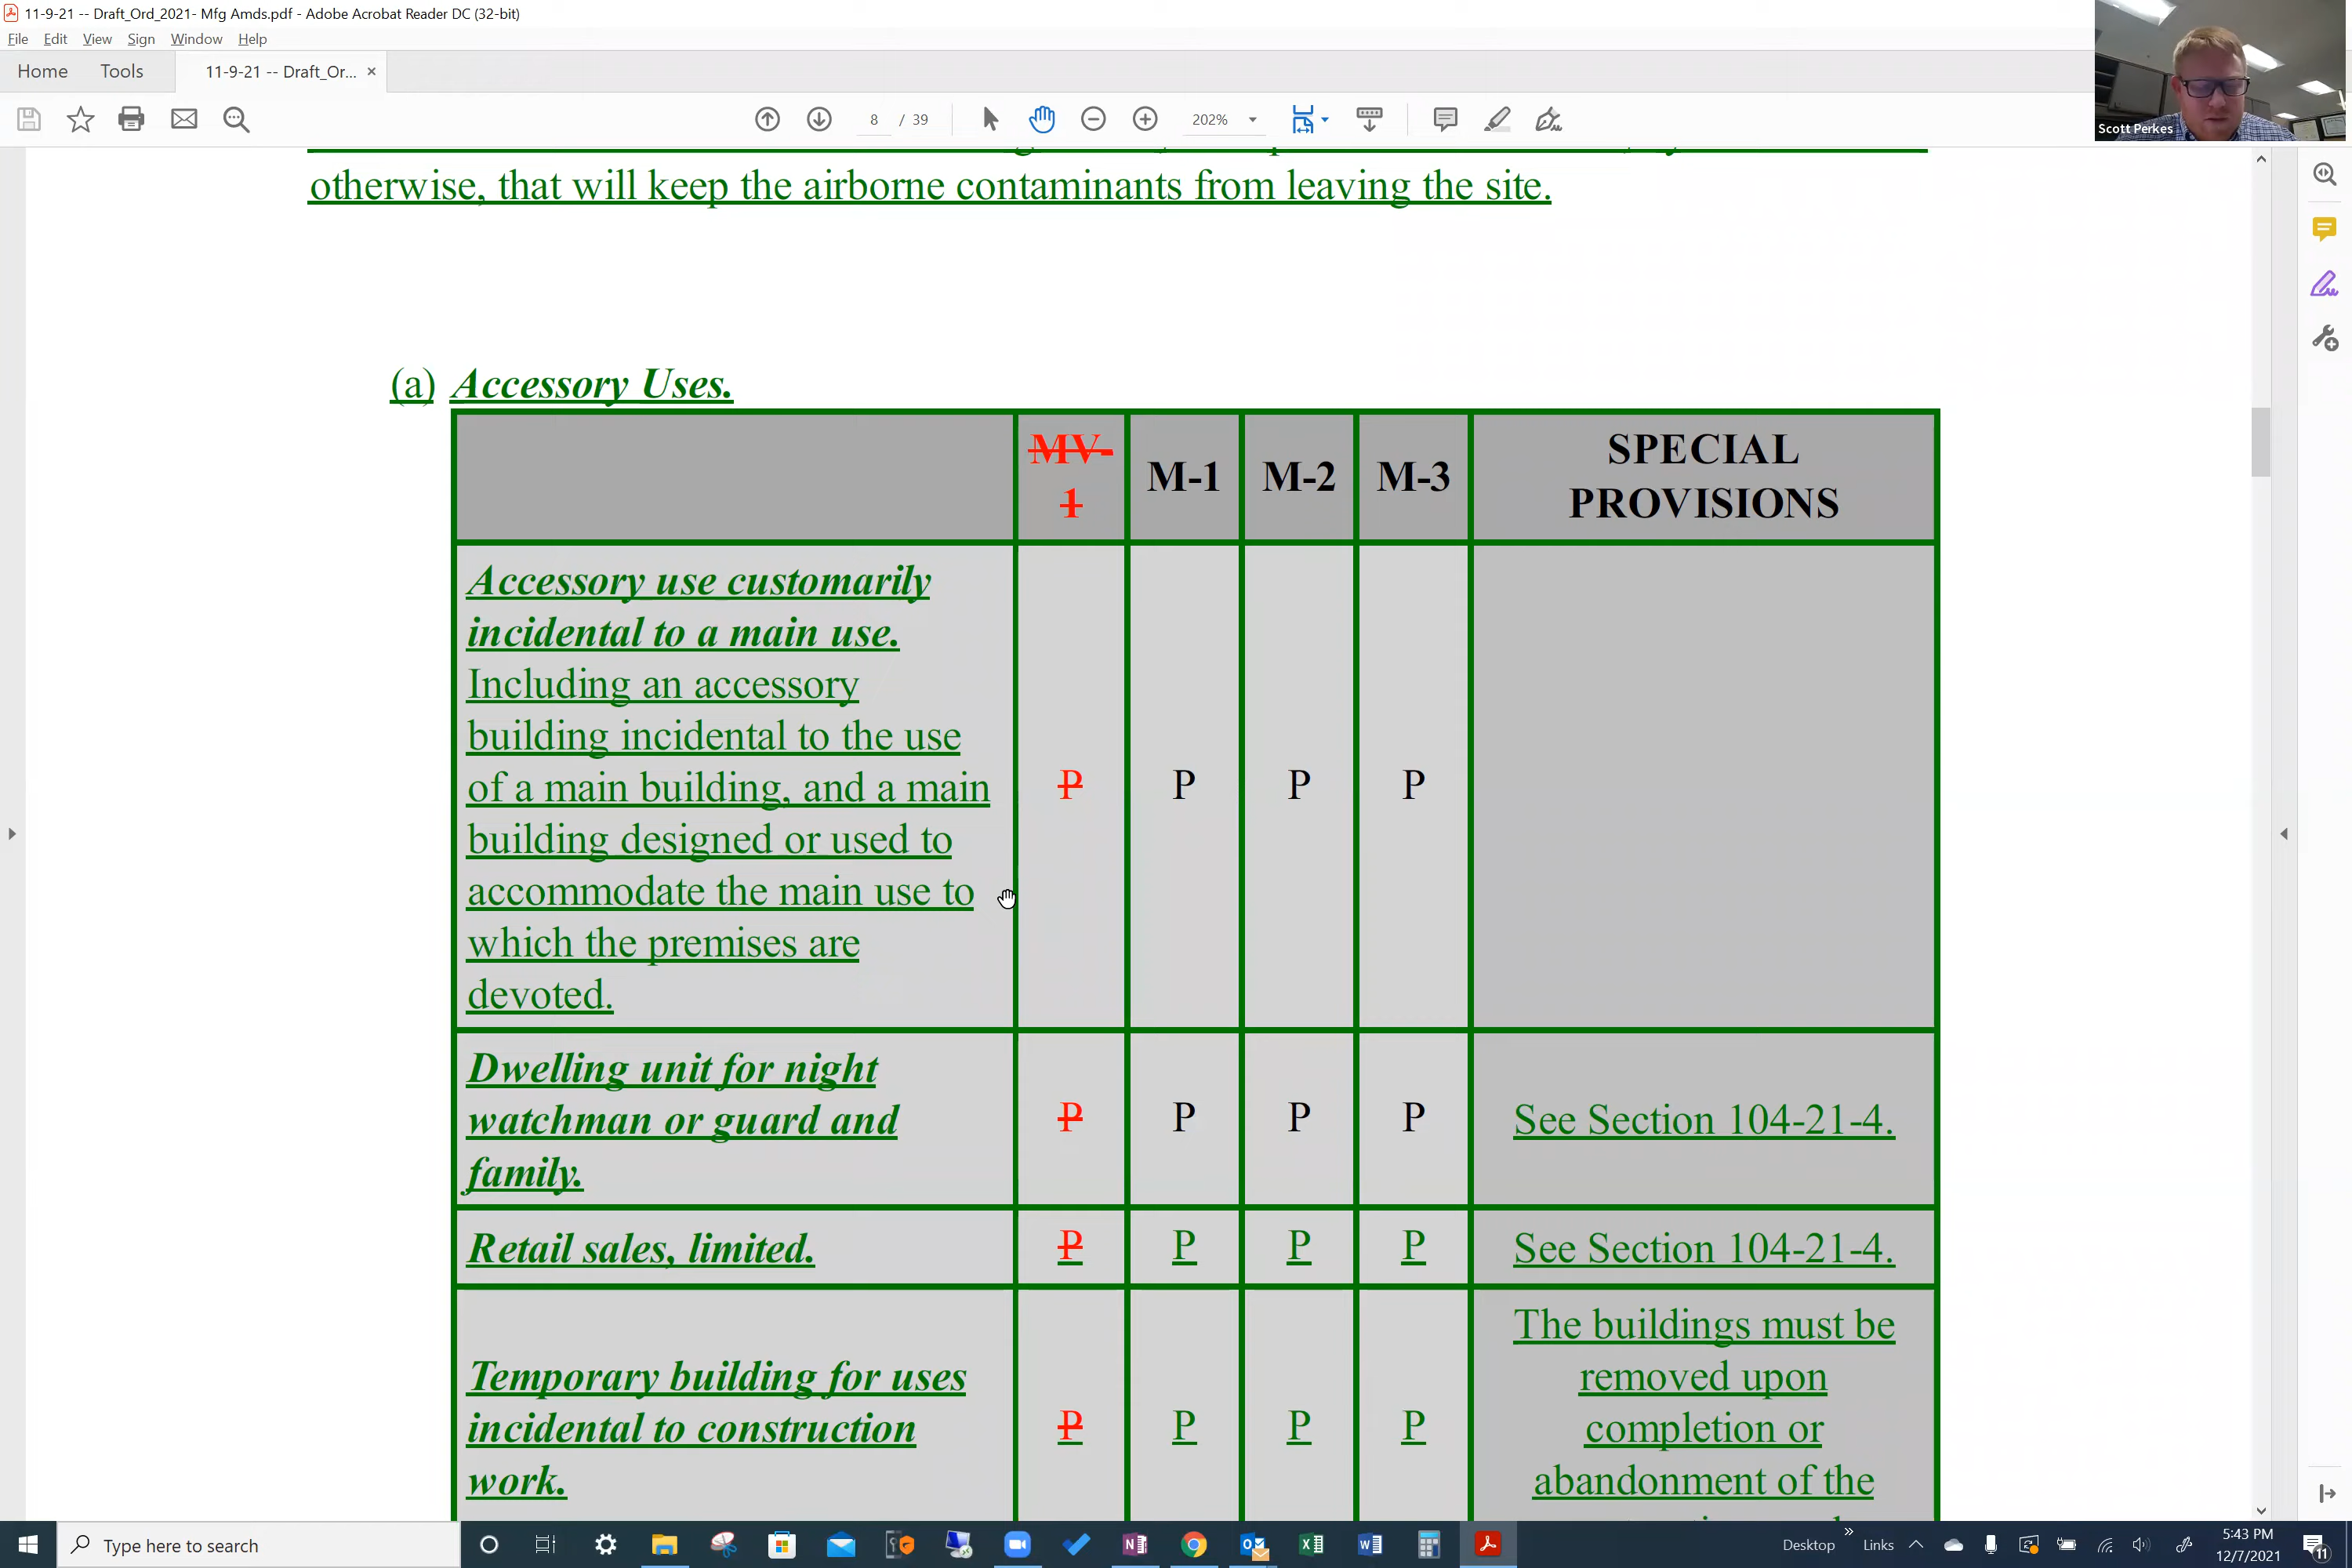 11-9-21 -- Draft_Ord_2021- Mfg Amds.pdf - Adobe Acrobat Reader DC (32-bit)
File Edit View Sign Window Help
Home Tools 11-9-21 -- Draft_Or... ×
8 / 39 202%
Scott Perkes
otherwise, that will keep the airborne contaminants from leaving the site.
(a) Accessory Uses.
MV-
1
M-1 M-2 M-3
SPECIAL
PROVISIONS
Accessory use customarily
incidental to a main use.
Including an accessory
building incidental to the use
of a main building, and a main
building designed or used to
accommodate the main use to
which the premises are
devoted.
P P P P
Dwelling unit for night
watchman or guard and
family.
P P P P See Section 104-21-4.
Retail sales, limited. P P P P See Section 104-21-4.
Temporary building for uses
incidental to construction
work.
P P P P
The buildings must be
removed upon
completion or
abandonment of the
Type here to search
Desktop Links
5:43 PM
12/7/2021
11